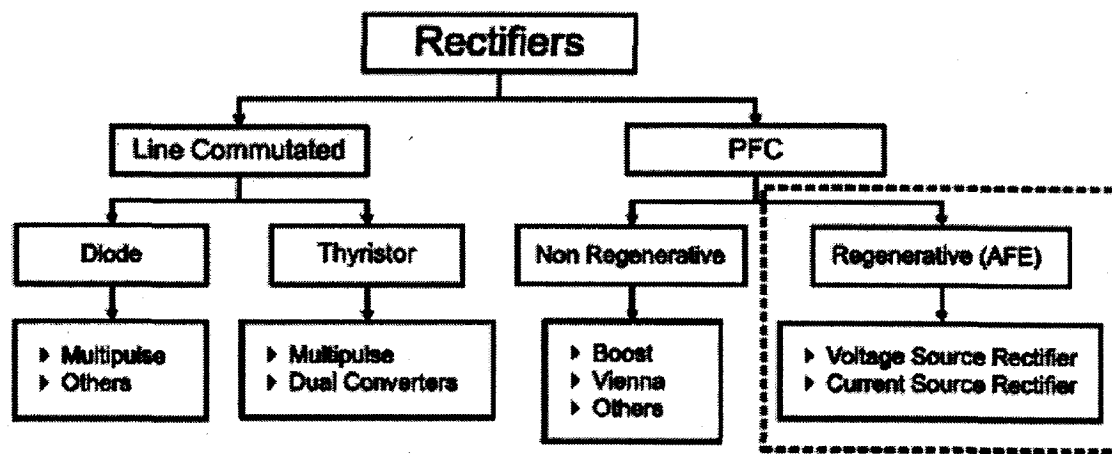 Rectifiers
Line Commutated
PFC
Diode
Thyristor
Non Regenerative
Regenerative (AFE)
Multipulse
Others
Multipulse
Dual Converters
Boost
Vienna
Others
Voltage Source Rectifier
Current Source Rectifier